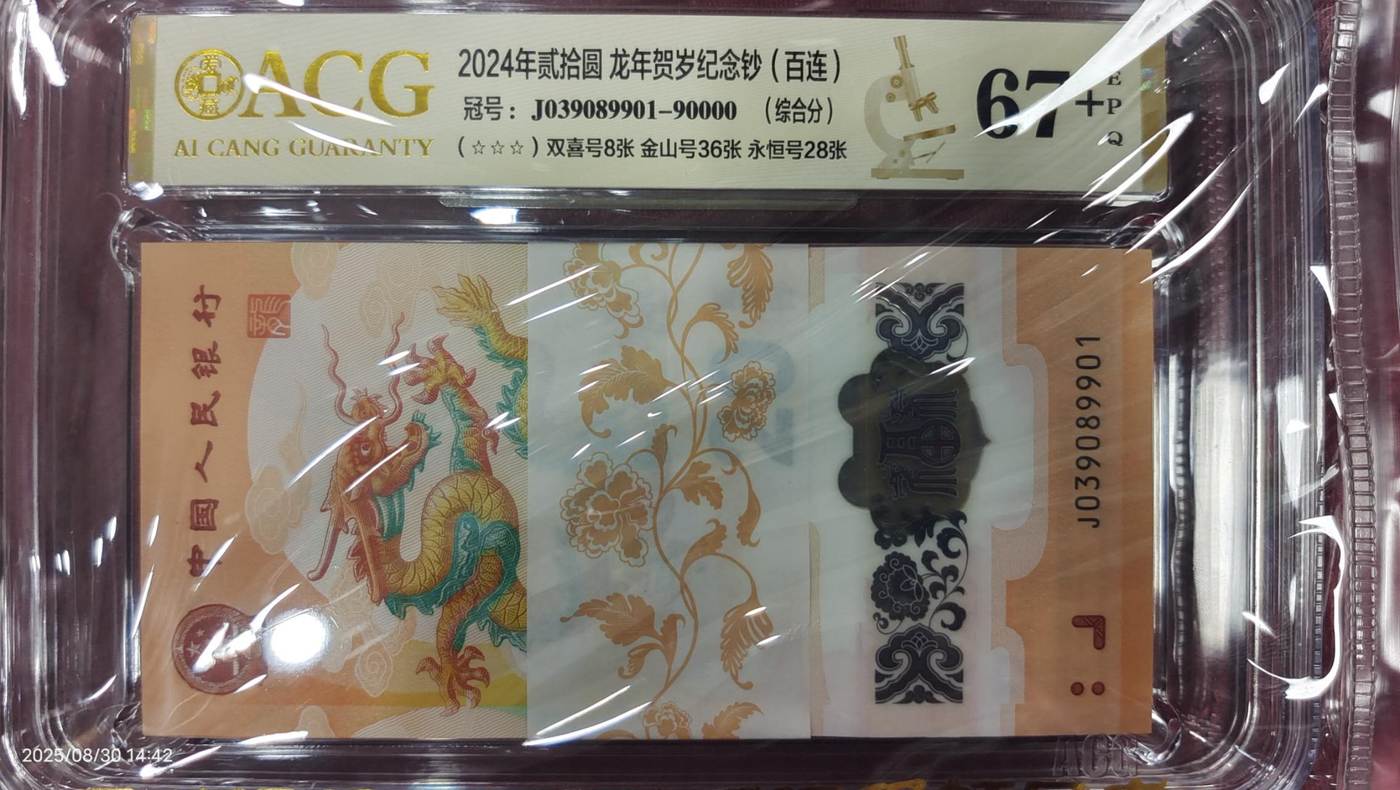 ACG
AI CANG GUARANTY
2024年贰拾圆 龙年贺岁纪念钞（百连）
冠号：J039089901-90000 （综合分）
（☆☆☆）双喜号8张 金山号36张 永恒号28张
67+
EPQ
中国人民银行
福
J039089901
2025/08/30 14:42
ACG